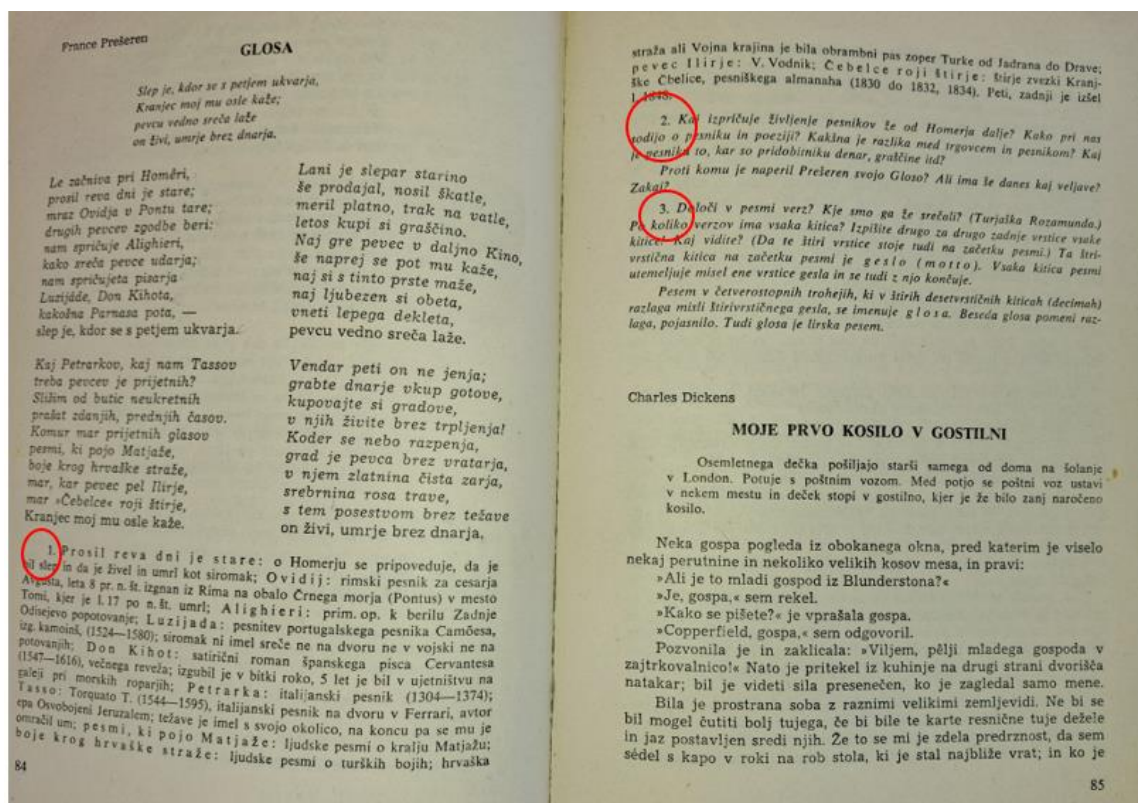 France Prešeren
GLOSA
Slep je, kdor se s petjem ukvarja,
Kranjec moj mu osle kaže;
pevcu vedno sreča laže
on živi, umrje brez dnarja.
Le začniva pri Homêri,
prosil reva dni je stare;
mraz Ovidja v Pontu tare;
drugih pevcev zgodbe beri:
nam spričuje Alighieri,
kako sreča pevce udarja;
nam spričujeta pisarja
Luzijáde, Don Kihota,
kakošna Parnasa pota, —
slep je, kdor se s petjem ukvarja.
Kaj Petrarkov, kaj nam Tassov
treba pevcev je prijetnih?
Slišim od butic neukretnih
prašat zdanjih, prednjih časov.
Komur mar prijetnih glasov
pesmi, ki pojo Matjaže,
boje krog hrvaške straže,
mar, kar pevec pel Ilirje,
mar »Čebelce« roji štirje,
Kranjec moj mu osle kaže.
Lani je slepar starino
še prodajal, nosil škatle,
meril platno, trak na vatle,
letos kupi si graščino.
Naj gre pevec v daljno Kino,
še naprej se pot mu kaže,
naj si s tinto prste maže,
naj ljubezen si obeta,
vneti lepega dekleta,
pevcu vedno sreča laže.
Vendar peti on ne jenja;
grabte dnarje vkup gotove,
kupovajte si gradove,
v njih živite brez trpljenja!
Koder se nebo razpenja,
grad je pevca brez vratarja,
v njem zlatnina čista zarja,
srebrnina rosa trave,
s tem posestvom brez težave
on živi, umrje brez dnarja.
1. Prosil reva dni je stare: o Homerju se pripoveduje, da je
bil slep in da je živel in umrl kot siromak; Ovidij: rimski pesnik za cesarja
Avgusta, leta 8 pr. n. št. izgnan iz Rima na obalo Črnega morja (Pontus) v mesto
Tomi, kjer je l. 17 po n. št. umrl; Alighieri: prim. op. k berilu Zadnje
Odisejevo popotovanje; Luzijada: pesnitev portugalskega pesnika Camõesa,
izg. kamoinš, (1524—1580); siromak ni imel sreče ne na dvoru ne v vojski ne na
potovanjih; Don Kihot: satirični roman španskega pisca Cervantesa
(1547—1616), večnega reveža; izgubil je v bitki roko, 5 let je bil v ujetništvu na
galeji pri morskih roparjih; Petrarka: italijanski pesnik (1304—1374);
Tasso: Torquato T. (1544—1595), italijanski pesnik na dvoru v Ferrari, avtor
epa Osvobojeni Jeruzalem; težave je imel s svojo okolico, na koncu pa se mu je
omračil um; pesmi, ki pojo Matjaže: ljudske pesmi o kralju Matjažu;
boje krog hrvaške straže: ljudske pesmi o turških bojih; hrvaška
84
straža ali Vojna krajina je bila obrambni pas zoper Turke od Jadrana do Drave;
pevec Ilirje: V. Vodnik; Čebelce roji štirje: štirje zvezki Kranj-
ske Čbelice, pesniškega almanaha (1830 do 1832, 1834). Peti, zadnji je izšel
l. 1848.
2. Kaj izpričuje življenje pesnikov že od Homerja dalje? Kako pri nas
sodijo o pesniku in poeziji? Kakšna je razlika med trgovcem in pesnikom? Kaj
je pesniku to, kar so pridobitniku denar, graščine itd?
Proti komu je naperil Prešeren svojo Gloso? Ali ima še danes kaj veljave?
Zakaj?
3. Določi v pesmi verz? Kje smo ga že srečali? (Turjaška Rozamunda.)
Po koliko verzov ima vsaka kitica? Izpišite drugo za drugo zadnje vrstice vsake
kitice! Kaj vidite? (Da te štiri vrstice stoje tudi na začetku pesmi.) Ta štiri-
vrstična kitica na začetku pesmi je geslo (motto). Vsaka kitica pesmi
utemeljuje misel ene vrstice gesla in se tudi z njo končuje.
Pesem v četverostopnih trohejih, ki v štirih desetvrstičnih kiticah (decimah)
razlaga misli štirivrstičnega gesla, se imenuje glosa. Beseda glosa pomeni raz-
laga, pojasnilo. Tudi glosa je lirska pesem.
Charles Dickens
MOJE PRVO KOSILO V GOSTILNI
Osemletnega dečka pošiljajo starši samega od doma na šolanje
v London. Potuje s poštnim vozom. Med potjo se poštni voz ustavi
v nekem mestu in deček stopi v gostilno, kjer je že bilo zanj naročeno
kosilo.
Neka gospa pogleda iz obokanega okna, pred katerim je viselo
nekaj perutnine in nekoliko velikih kosov mesa, in pravi:
»Ali je to mladi gospod iz Blunderstona?«
»Je, gospa,« sem rekel.
»Kako se pišete?« je vprašala gospa.
»Copperfield, gospa,« sem odgovoril.
Pozvonila je in zaklicala: »Viljem, pêlji mladega gospoda v
zajtrkovalnico!« Nato je pritekel iz kuhinje na drugi strani dvorišča
natakar; bil je videti sila presenečen, ko je zagledal samo mene.
Bila je prostrana soba z raznimi velikimi zemljevidi. Ne bi se
bil mogel čutiti bolj tujega, če bi bile te karte resnične tuje dežele
in jaz postavljen sredi njih. Že to se mi je zdela predrznost, da sem
sédel s kapo v roki na rob stola, ki je stal najbliže vrat; in ko je
85